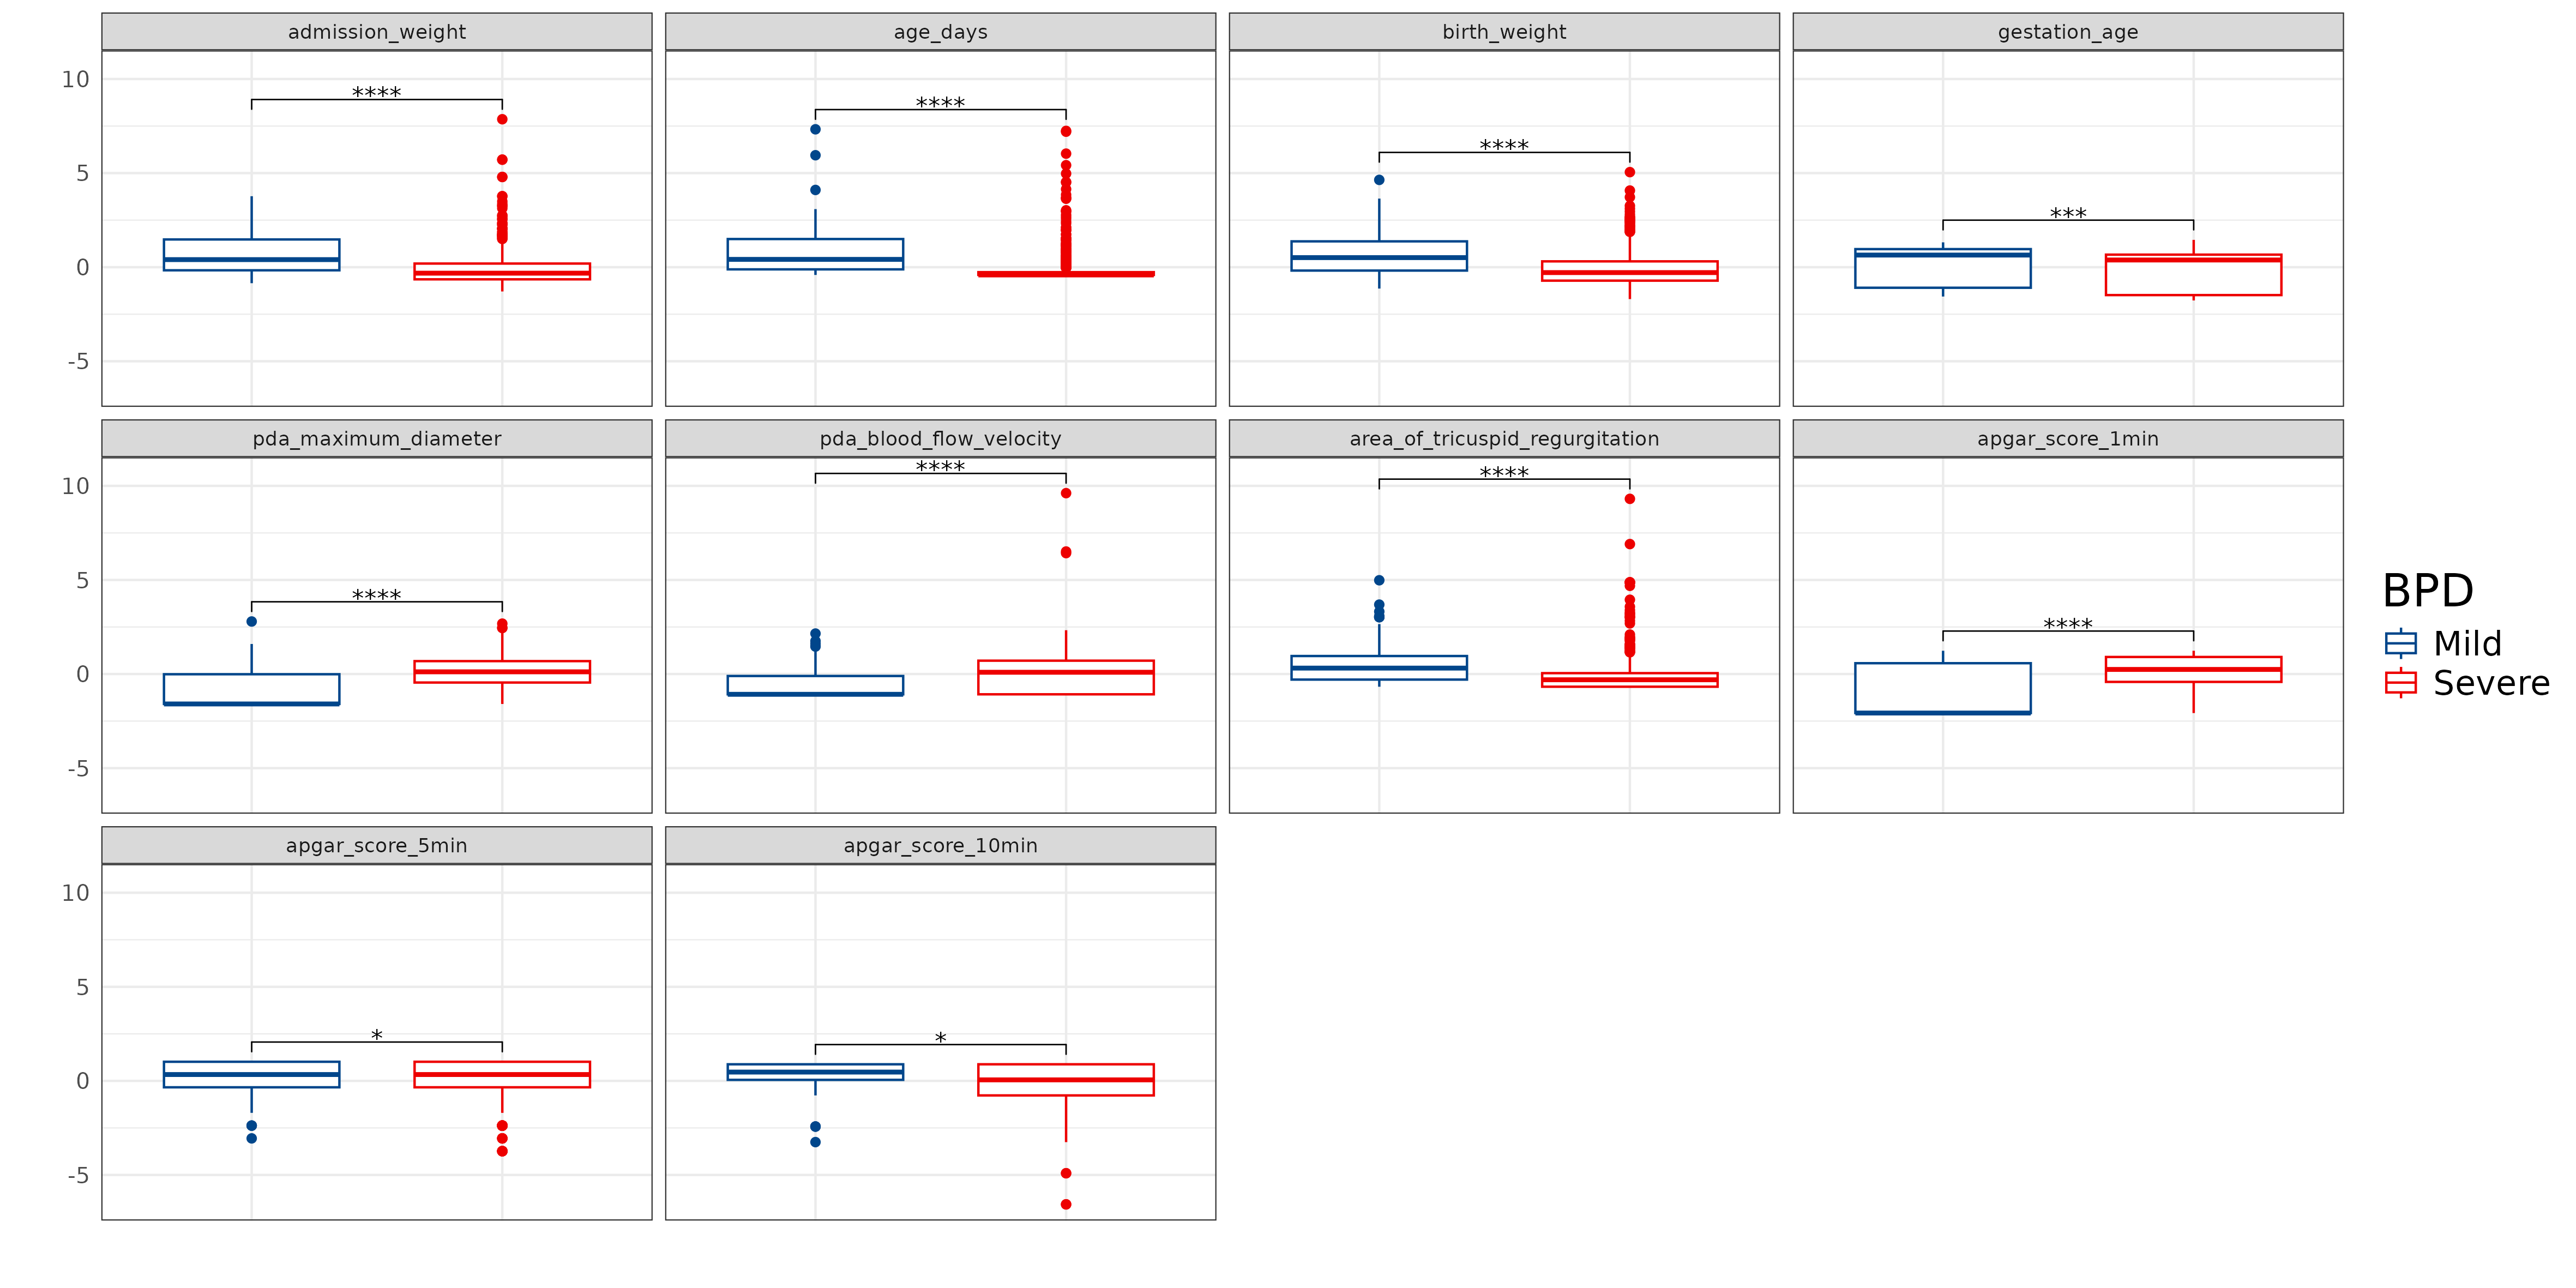 admission_weight age_days birth_weight gestation_age
10
5
0
-5
**** **** **** ***
pda_maximum_diameter pda_blood_flow_velocity area_of_tricuspid_regurgitation apgar_score_1min
10
5
0
-5
**** **** **** ****
apgar_score_5min apgar_score_10min
10
5
0
-5
* *
BPD
Mild
Severe